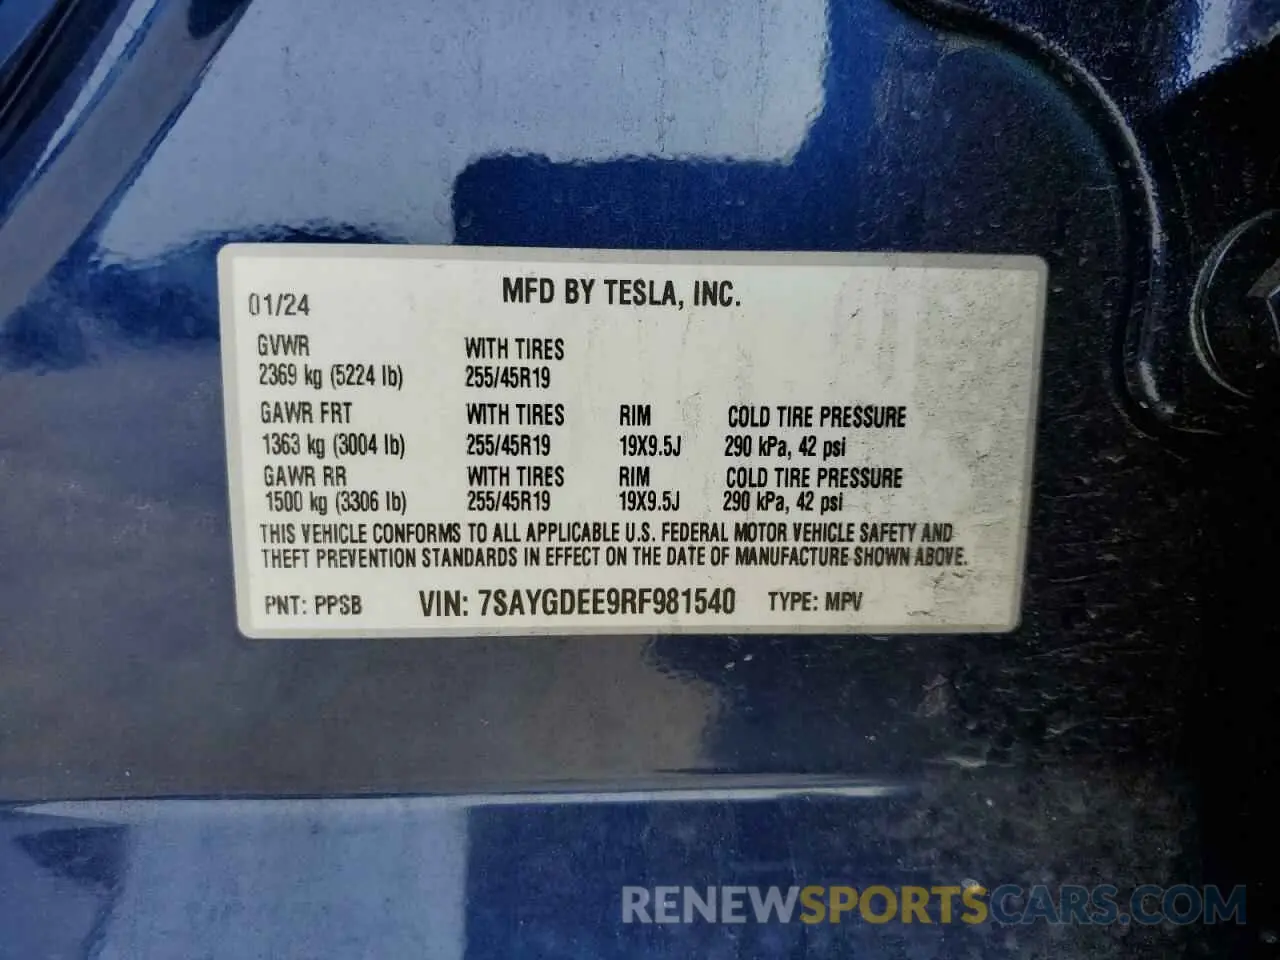 MFD BY TESLA, INC.
01/24
GVWR WITH TIRES
2369 kg (5224 lb) 255/45R19
GAWR FRT WITH TIRES RIM COLD TIRE PRESSURE
1363 kg (3004 lb) 255/45R19 19X9.5J 290 kPa, 42 psi
GAWR RR WITH TIRES RIM COLD TIRE PRESSURE
1500 kg (3306 lb) 255/45R19 19X9.5J 290 kPa, 42 psi
THIS VEHICLE CONFORMS TO ALL APPLICABLE U.S. FEDERAL MOTOR VEHICLE SAFETY AND
THEFT PREVENTION STANDARDS IN EFFECT ON THE DATE OF MANUFACTURE SHOWN ABOVE.
PNT: PPSB VIN: 7SAYGDEE9RF981540 TYPE: MPV
RENEWSPORTSCARS.COM